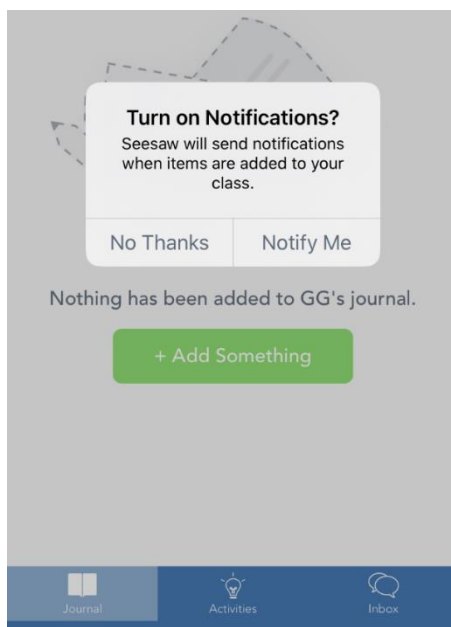 Turn on Notifications?
Seesaw will send notifications
when items are added to your
class.
No Thanks
Notify Me
Nothing has been added to GG's journal.
+ Add Something
Journal
Activities
Inbox